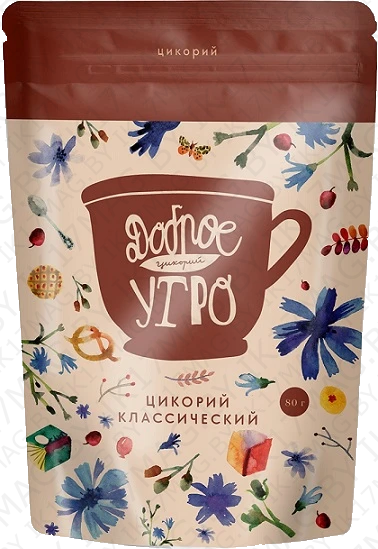 ЦИКОРИЙ
Доброе
цикорий
УТРО
ЦИКОРИЙ
КЛАССИЧЕСКИЙ
80 г